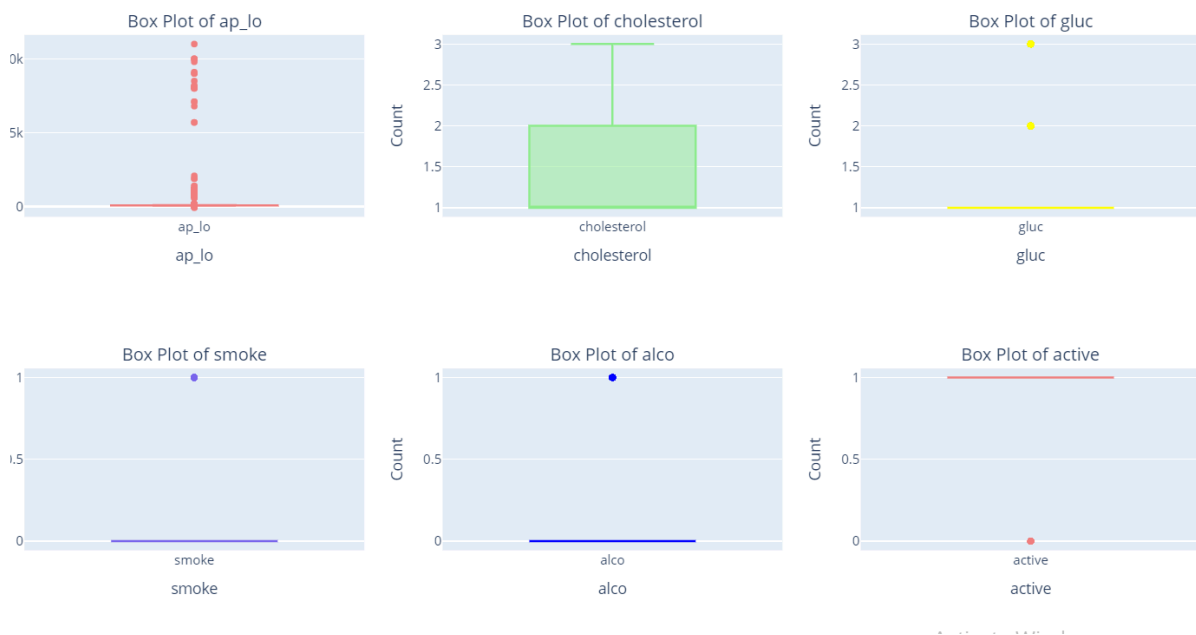 Box Plot of ap_lo
0k
5k
0
ap_lo
ap_lo
Box Plot of cholesterol
Count
3
2.5
2
1.5
1
cholesterol
cholesterol
Box Plot of gluc
Count
3
2.5
2
1.5
1
gluc
gluc
Box Plot of smoke
1
0.5
0
smoke
smoke
Box Plot of alco
Count
1
0.5
0
alco
alco
Box Plot of active
Count
1
0.5
0
active
active